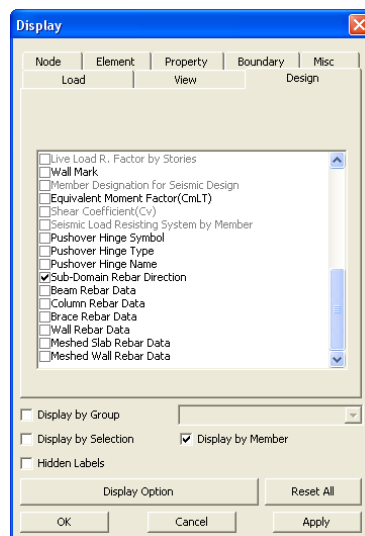 Display
Node Element Property Boundary Misc
Load View Design
Live Load R. Factor by Stories
Wall Mark
Member Designation for Seismic Design
Equivalent Moment Factor(CmLT)
Shear Coefficient(Cv)
Seismic Load Resisting System by Member
Pushover Hinge Symbol
Pushover Hinge Type
Pushover Hinge Name
Sub-Domain Rebar Direction
Beam Rebar Data
Column Rebar Data
Brace Rebar Data
Wall Rebar Data
Meshed Slab Rebar Data
Meshed Wall Rebar Data
Display by Group
Display by Selection Display by Member
Hidden Labels
Display Option Reset All
OK Cancel Apply